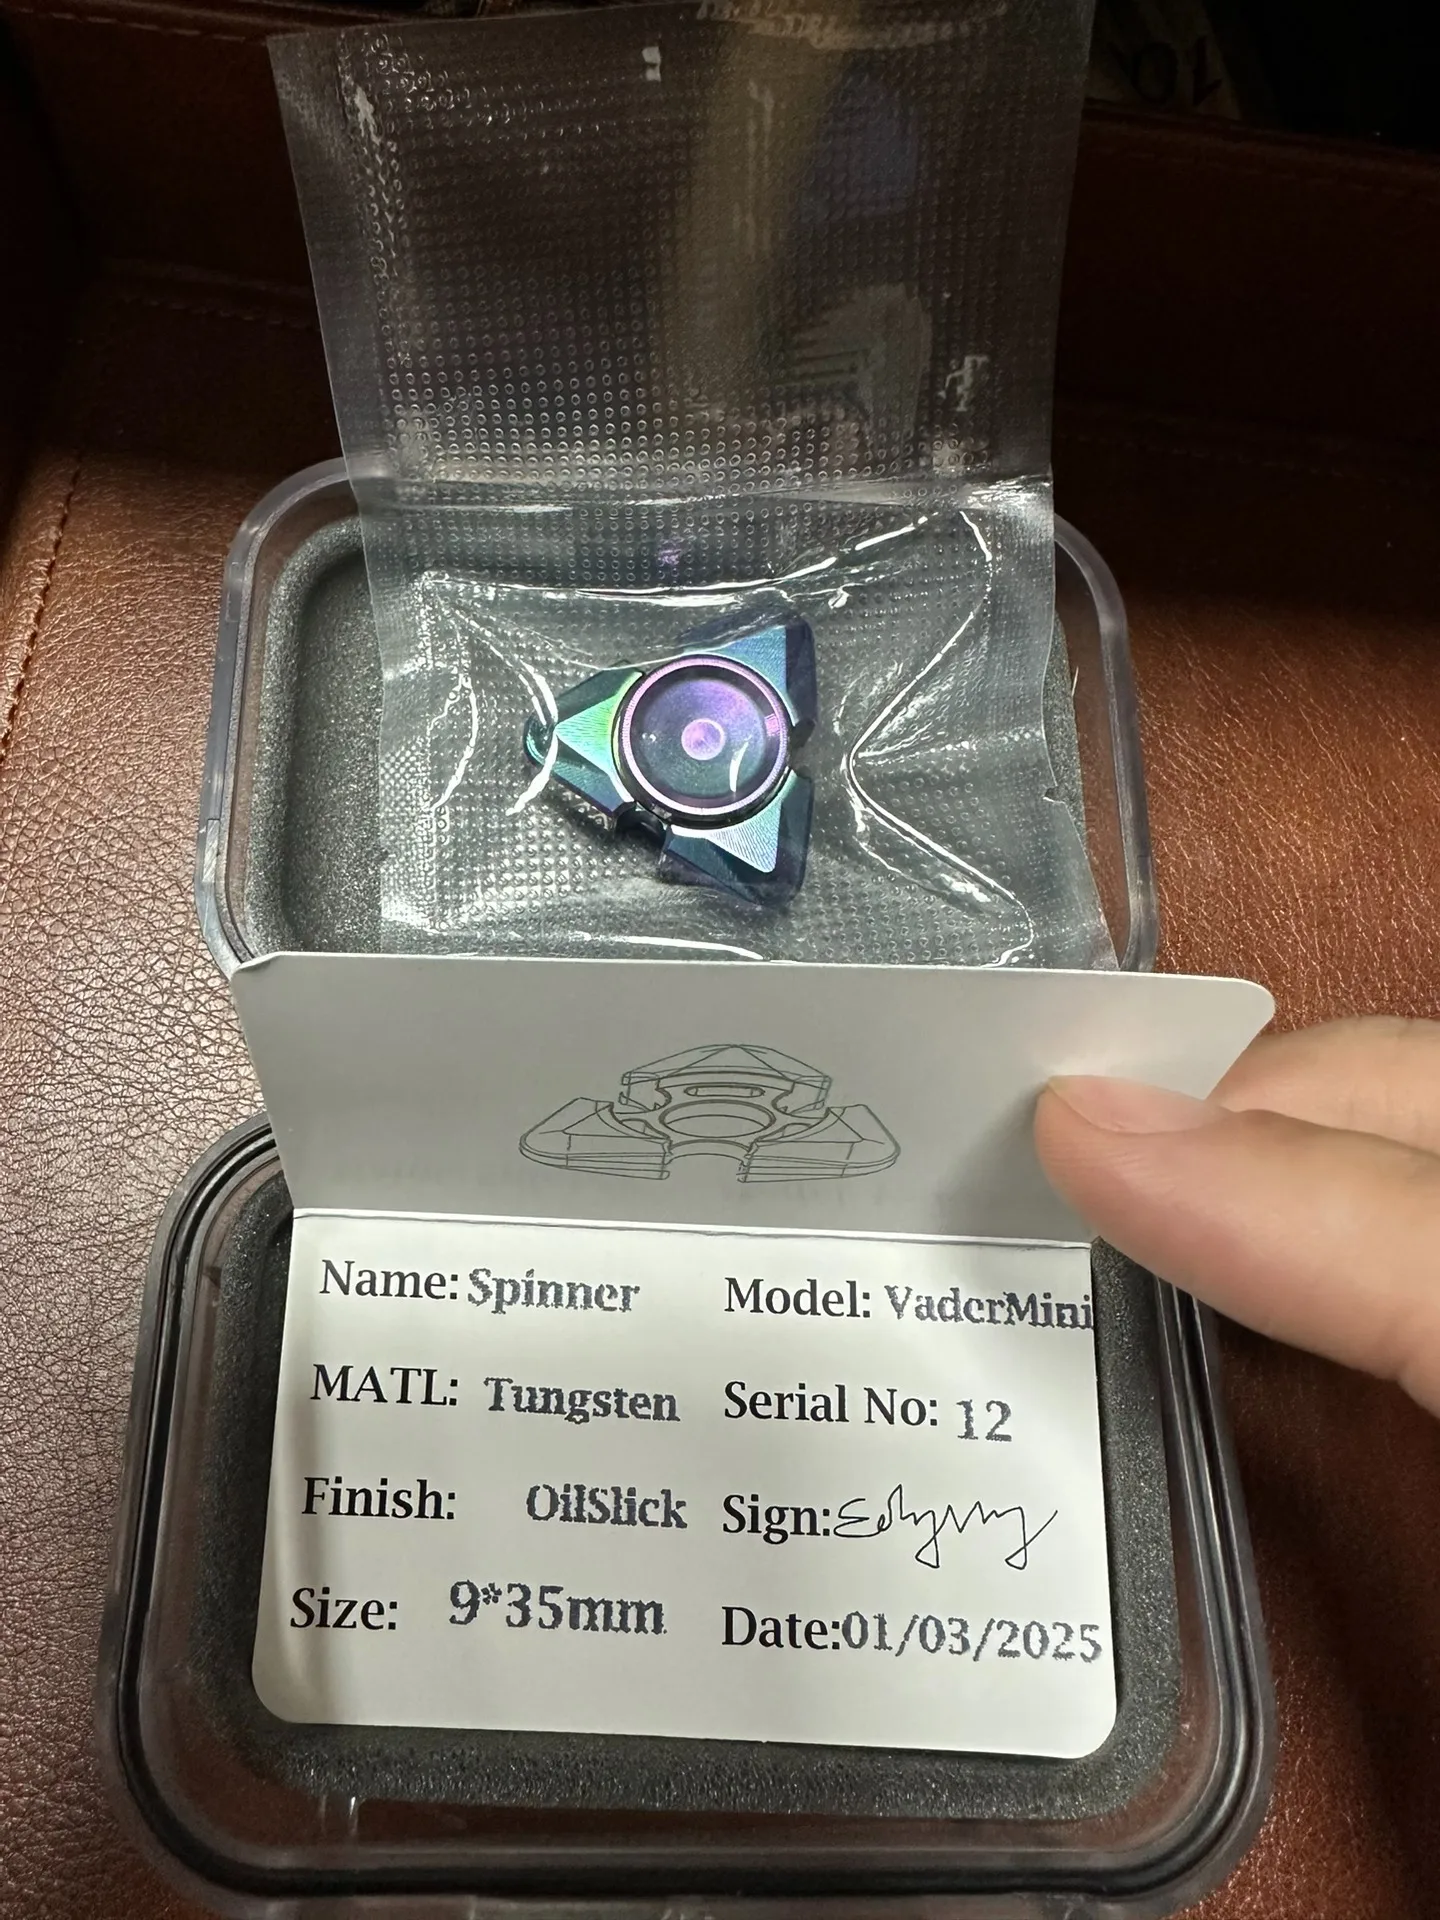 Name: Spinner Model: VaderMini
MATL: Tungsten Serial No: 12
Finish: OilSlick Sign:
Size: 9*35mm Date:01/03/2025
10